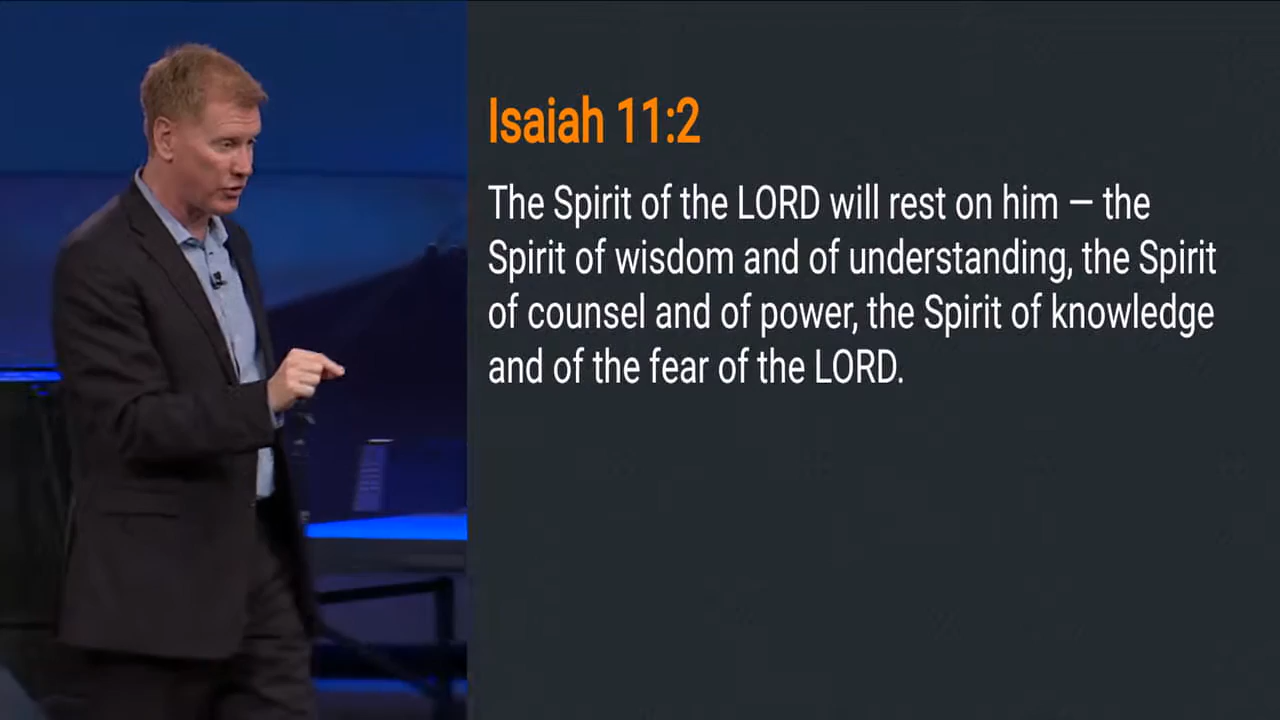 Isaiah 11:2
The Spirit of the LORD will rest on him — the
Spirit of wisdom and of understanding, the Spirit
of counsel and of power, the Spirit of knowledge
and of the fear of the LORD.